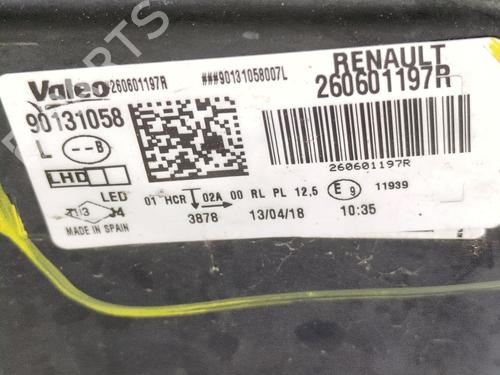 Valeo 260601197R ###90131058007L RENAULT
90131058 260601197R
L --B
LHD 260601197R
LED 01 HCR 02A 00 RL PL 12,5 E9 11939
MADE IN SPAIN 3878 13/04/18 10:35